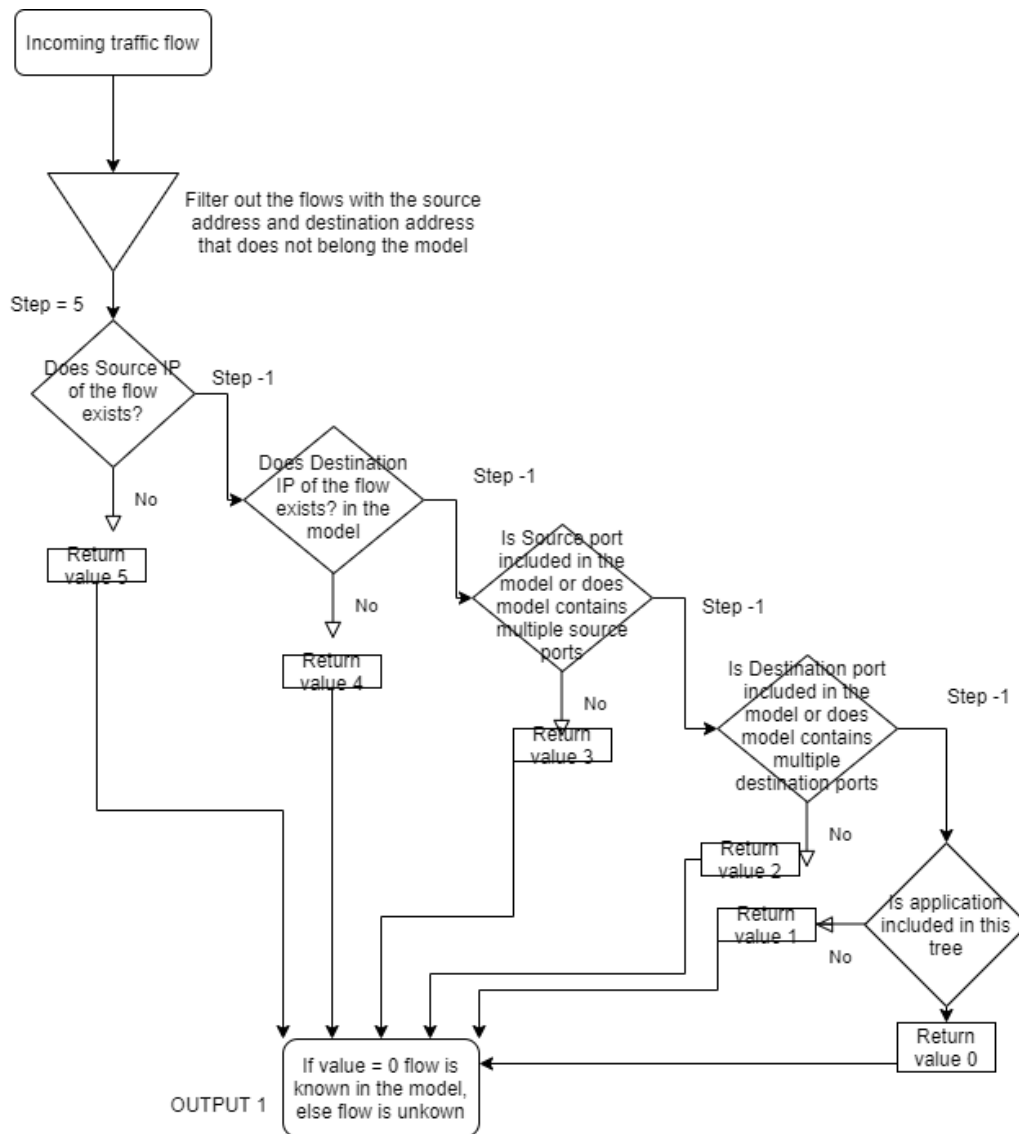 Incoming traffic flow
Filter out the flows with the source
address and destination address
that does not belong the model
Step = 5
Does Source IP
of the flow
exists?
Step -1
No
Return
value 5
Does Destination
IP of the flow
exists? in the
model
Step -1
No
Return
value 4
Is Source port
included in the
model or does
model contains
multiple source
ports
Step -1
No
Return
value 3
Is Destination port
included in the
model or does
model contains
multiple
destination ports
Step -1
No
Return
value 2
Is application
included in this
tree
No
Return
value 1
Return
value 0
If value = 0 flow is
known in the model,
else flow is unkown
OUTPUT 1